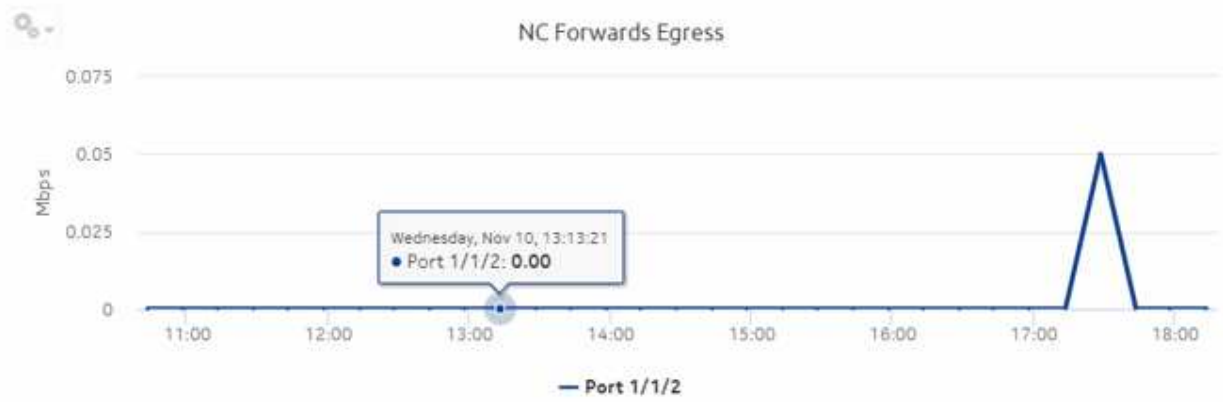 NC Forwards Egress
0.075
0.05
0.025
0
Mbps
Wednesday, Nov 10, 13:13:21
Port 1/1/2: 0.00
11:00 12:00 13:00 14:00 15:00 16:00 17:00 18:00
Port 1/1/2